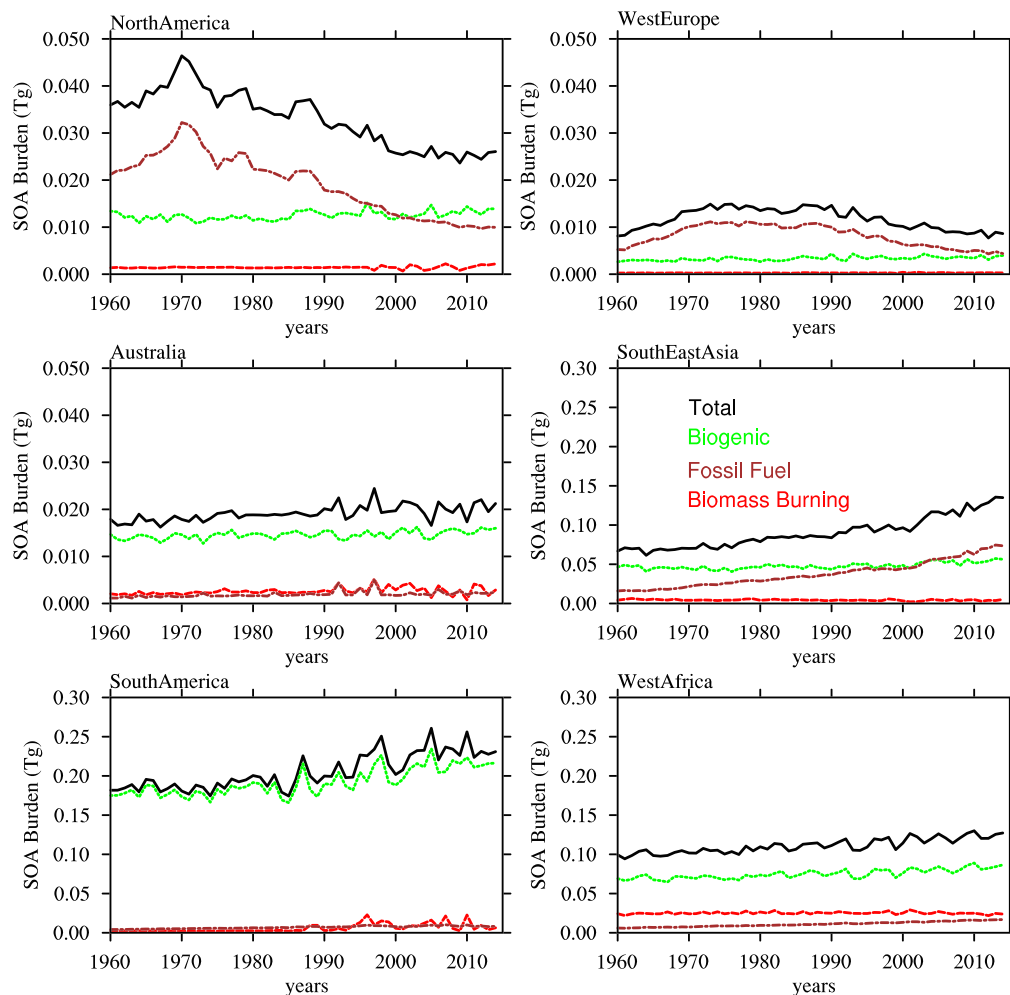 NorthAmerica
SOA Burden (Tg)
0.050
0.040
0.030
0.020
0.010
0.000
1960 1970 1980 1990 2000 2010
years
WestEurope
SOA Burden (Tg)
0.050
0.040
0.030
0.020
0.010
0.000
1960 1970 1980 1990 2000 2010
years
Australia
SOA Burden (Tg)
0.050
0.040
0.030
0.020
0.010
0.000
1960 1970 1980 1990 2000 2010
years
SouthEastAsia
SOA Burden (Tg)
0.30
0.25
0.20
0.15
0.10
0.05
0.00
Total
Biogenic
Fossil Fuel
Biomass Burning
1960 1970 1980 1990 2000 2010
years
SouthAmerica
SOA Burden (Tg)
0.30
0.25
0.20
0.15
0.10
0.05
0.00
1960 1970 1980 1990 2000 2010
years
WestAfrica
SOA Burden (Tg)
0.30
0.25
0.20
0.15
0.10
0.05
0.00
1960 1970 1980 1990 2000 2010
years